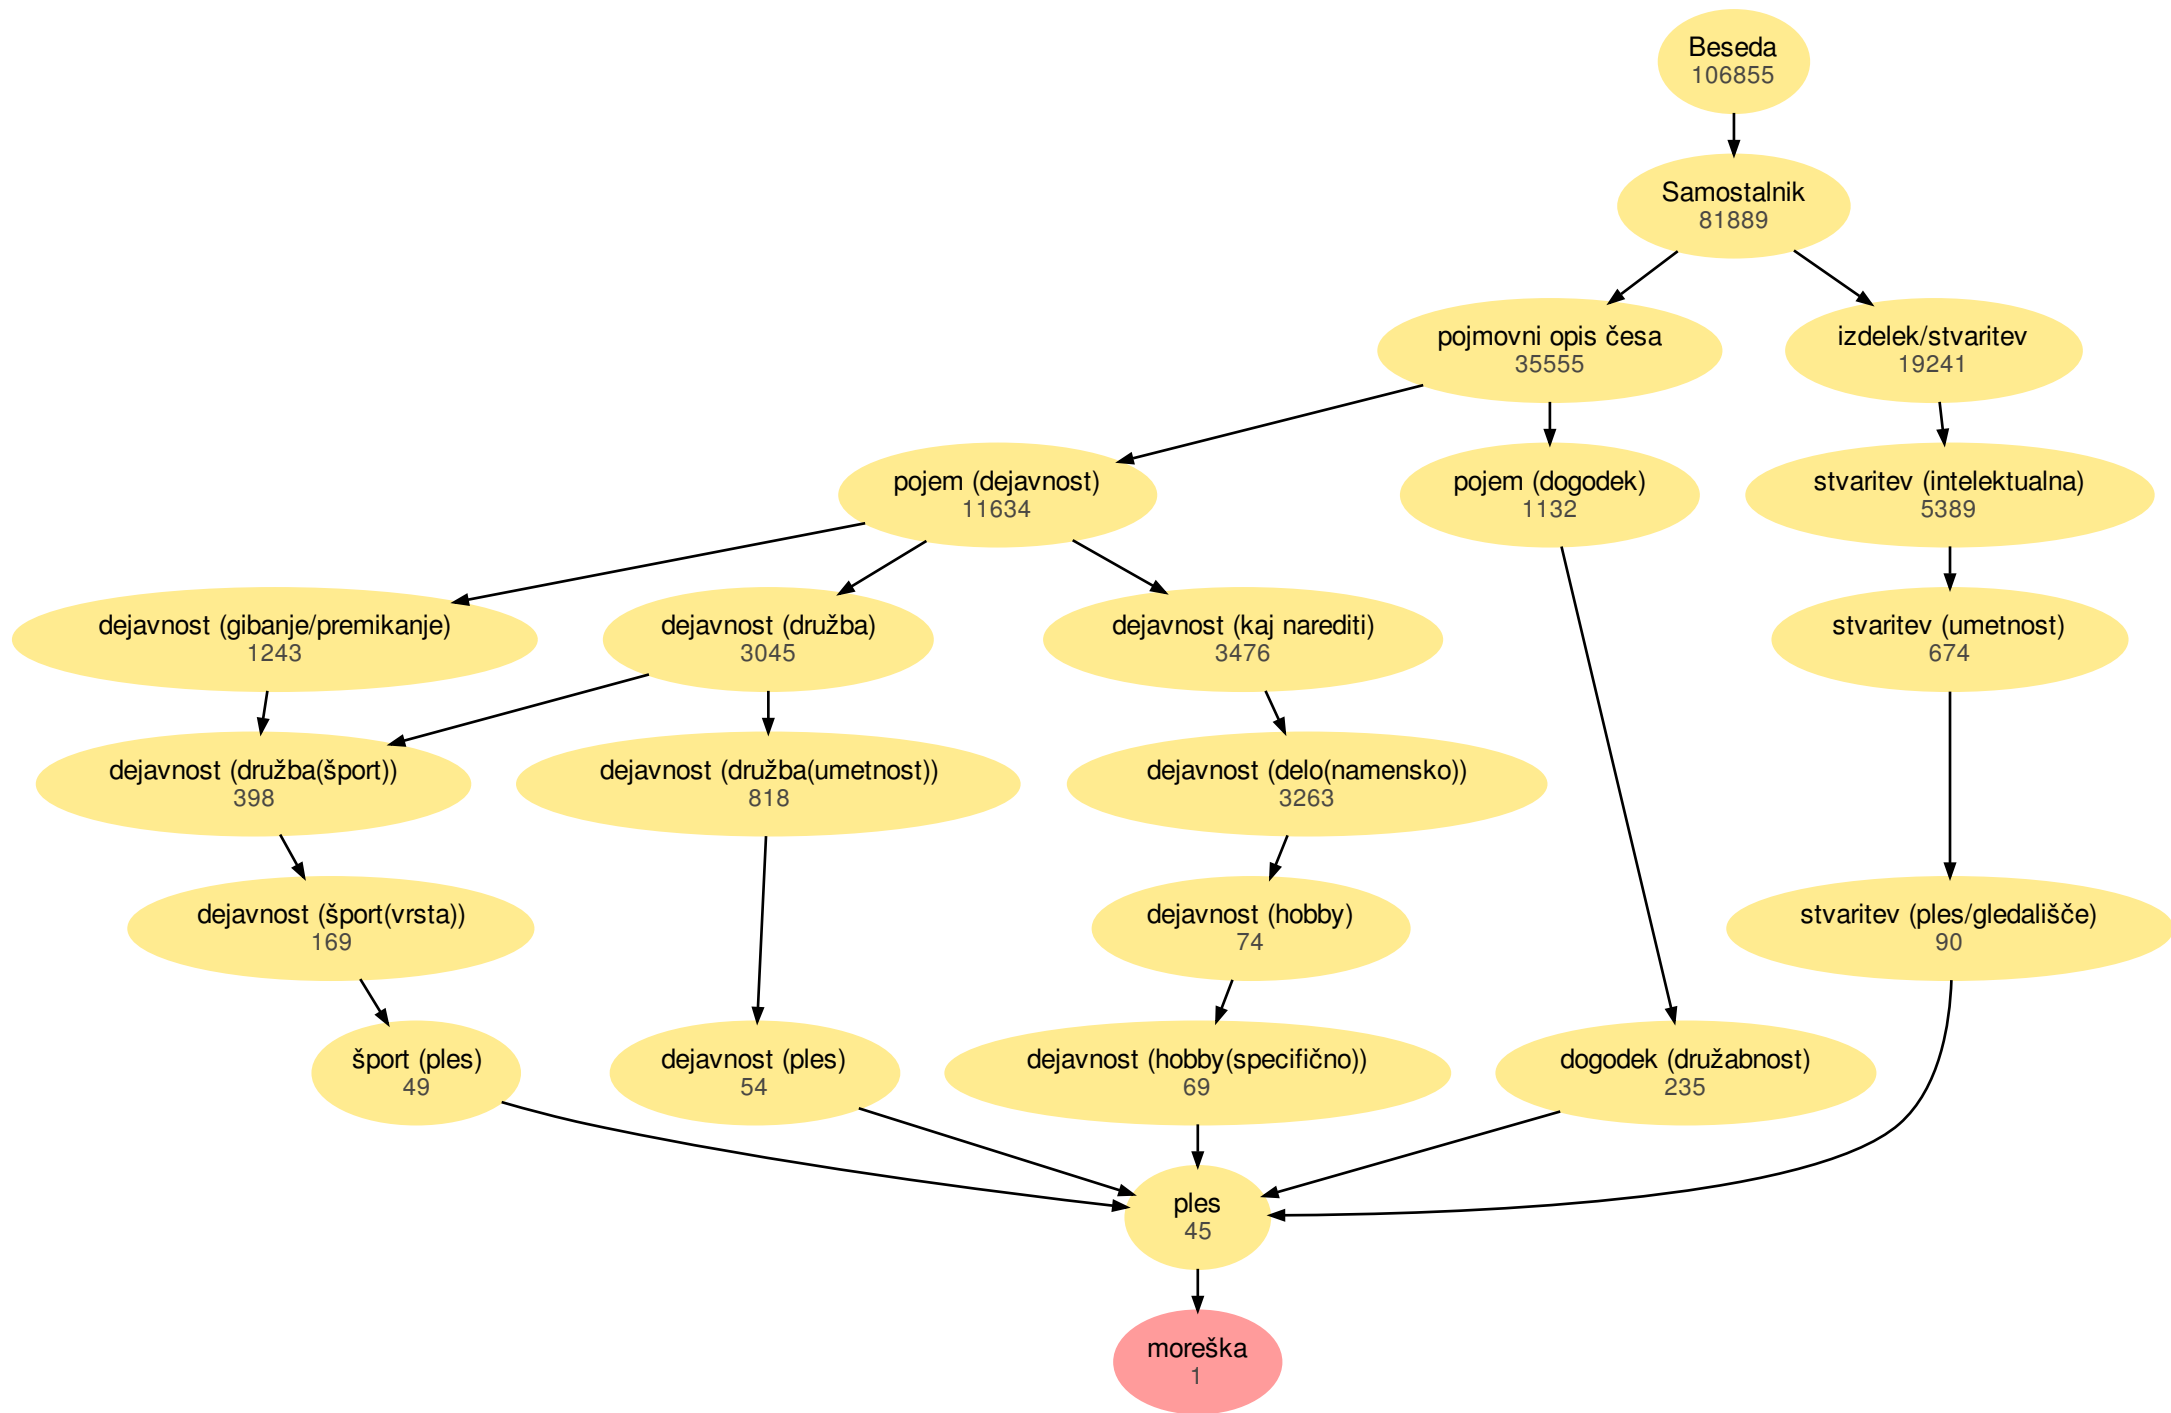 Beseda
106855
Samostalnik
81889
pojmovni opis česa
35555
izdelek/stvaritev
19241
pojem (dejavnost)
11634
pojem (dogodek)
1132
stvaritev (intelektualna)
5389
dejavnost (gibanje/premikanje)
1243
dejavnost (družba)
3045
dejavnost (kaj narediti)
3476
stvaritev (umetnost)
674
dejavnost (družba(šport))
398
dejavnost (družba(umetnost))
818
dejavnost (delo(namensko))
3263
dejavnost (šport(vrsta))
169
dejavnost (hobby)
74
stvaritev (ples/gledališče)
90
šport (ples)
49
dejavnost (ples)
54
dejavnost (hobby(specifično))
69
dogodek (družabnost)
235
ples
45
moreška
1